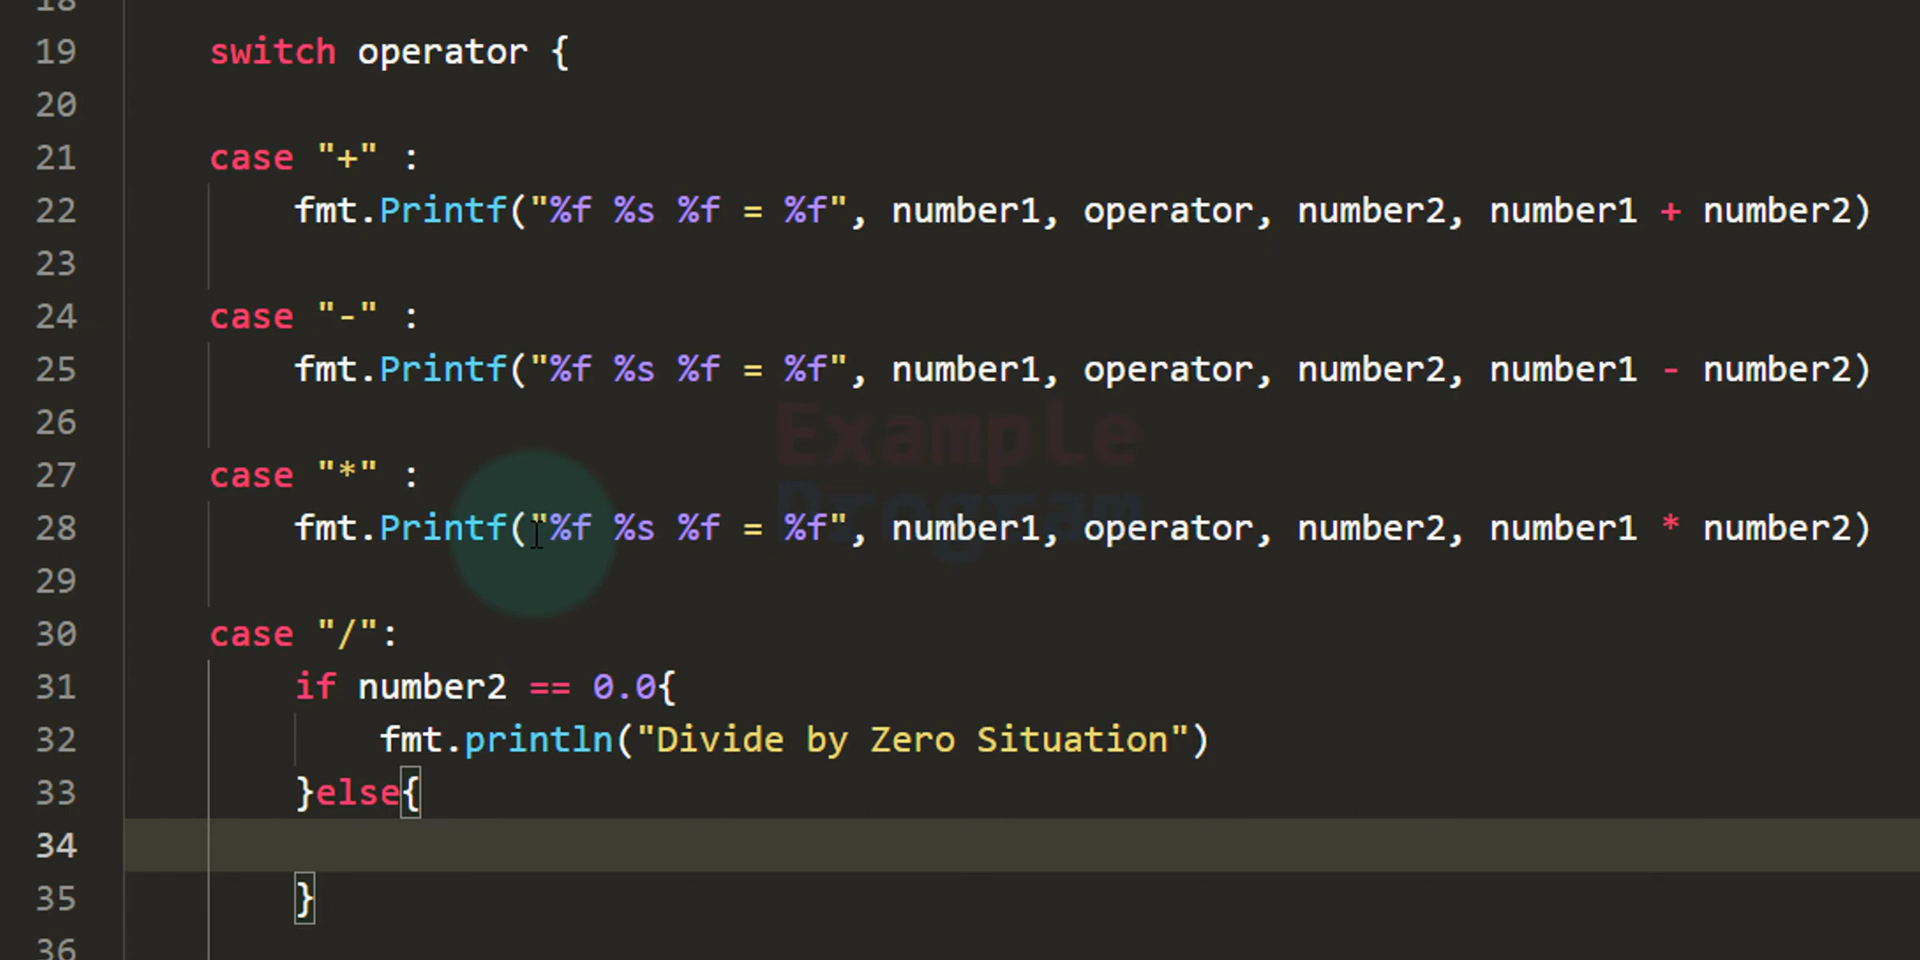 18
19 switch operator {
20
21 case "+" :
22 fmt.Printf("%f %s %f = %f", number1, operator, number2, number1 + number2)
23
24 case "-" :
25 fmt.Printf("%f %s %f = %f", number1, operator, number2, number1 - number2)
26
Example
27 case "*" :
Program
28 fmt.Printf("%f %s %f = %f", number1, operator, number2, number1 * number2)
29
30 case "/":
31 if number2 == 0.0{
32 fmt.println("Divide by Zero Situation")
33 }else{
34
35 }
36